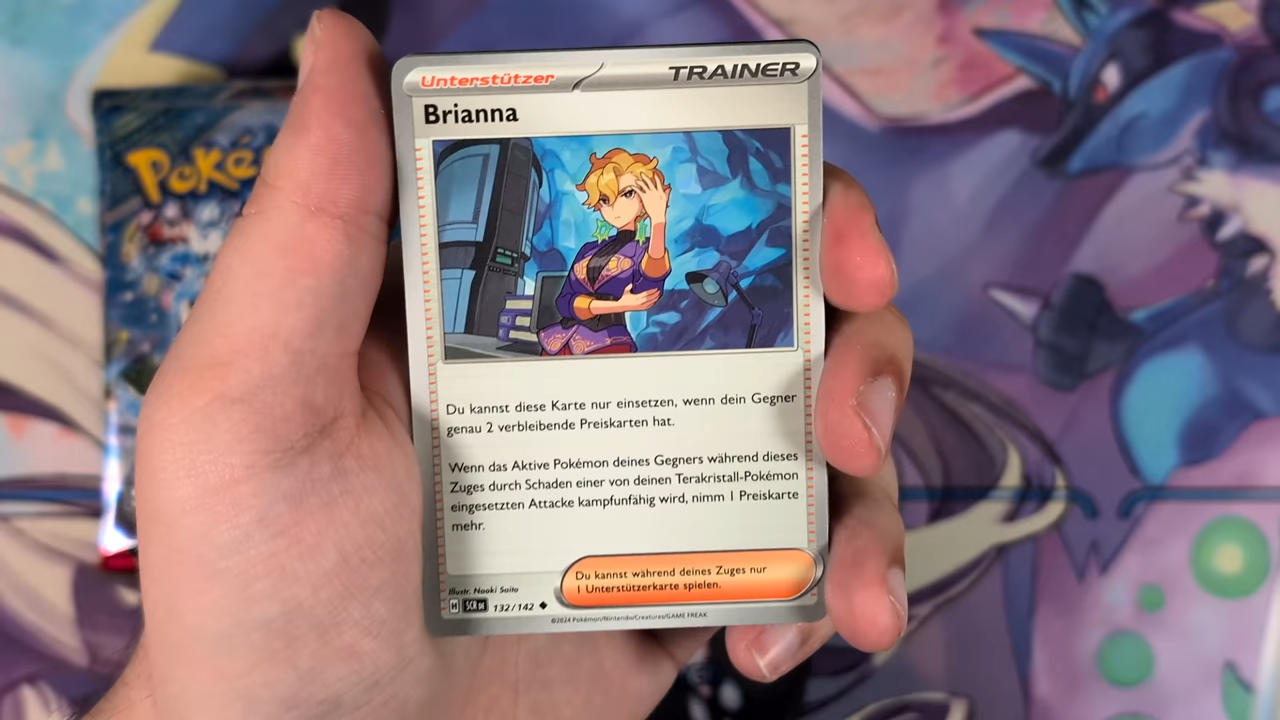 Unterstützer
TRAINER
Brianna
Du kannst diese Karte nur einsetzen, wenn dein Gegner
genau 2 verbleibende Preiskarten hat.
Wenn das Aktive Pokémon deines Gegners während dieses
Zuges durch Schaden einer von deinen Terakristall-Pokémon
eingesetzten Attacke kampfunfähig wird, nimm 1 Preiskarte
mehr.
Du kannst während deines Zuges nur
1 Unterstützerkarte spielen.
Illustr. Naoki Saito
H SCR DE 132/142
©2024 Pokémon/Nintendo/Creatures/GAME FREAK
Poké